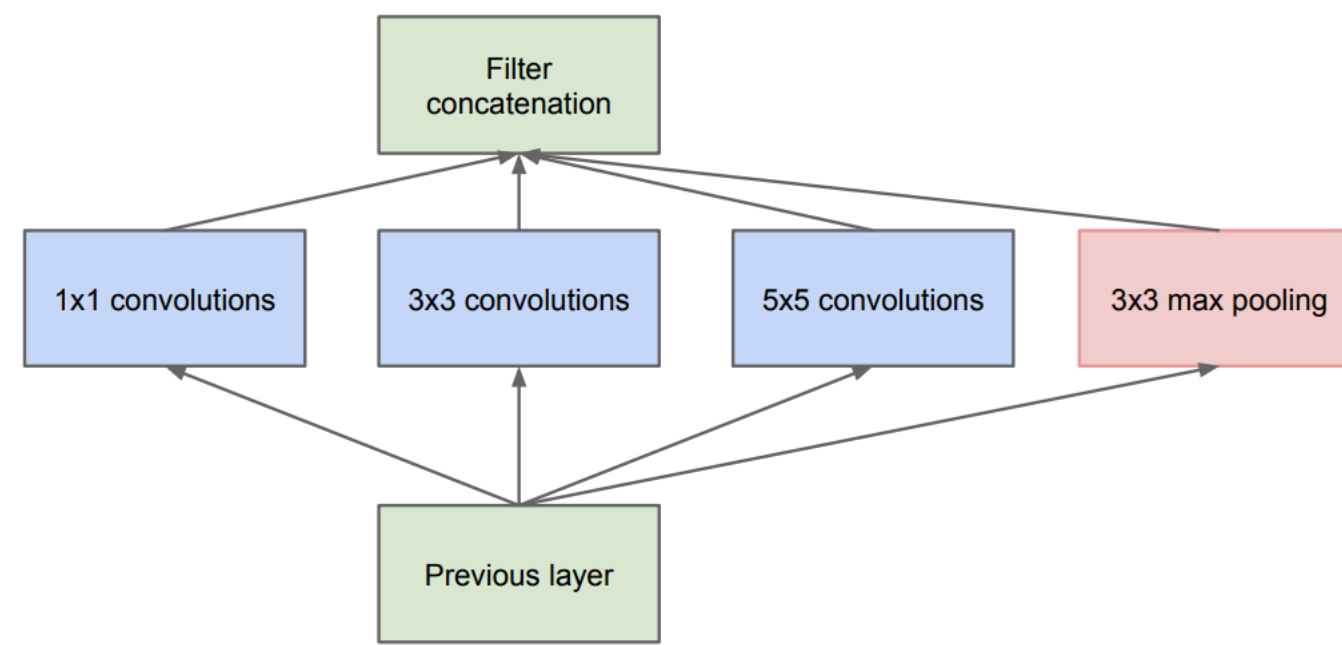 Filter
concatenation
1x1 convolutions
3x3 convolutions
5x5 convolutions
3x3 max pooling
Previous layer